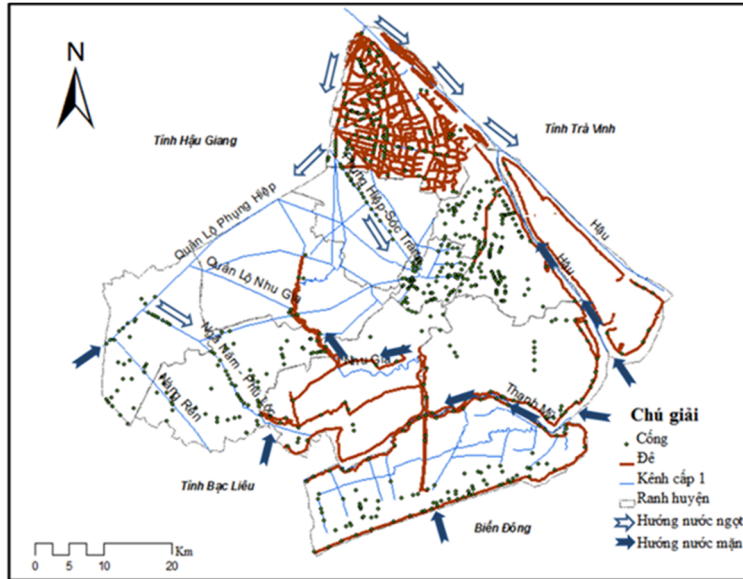 N
Tỉnh Hậu Giang
Tỉnh Trà Vinh
Quản Lộ Phụng Hiệp
Phụng Hiệp-Sóc Trăng
Hậu
Hậu
Quản Lộ Nhu Gia
Ngã Năm - Phú Lộc
Nhu Gia
Nàng Rền
Thạnh Mỹ
Tỉnh Bạc Liêu
Biển Đông
Chú giải
Cống
Đê
Kênh cấp 1
Ranh huyện
Hướng nước ngọt
Hướng nước mặn
0 5 10 20
Km